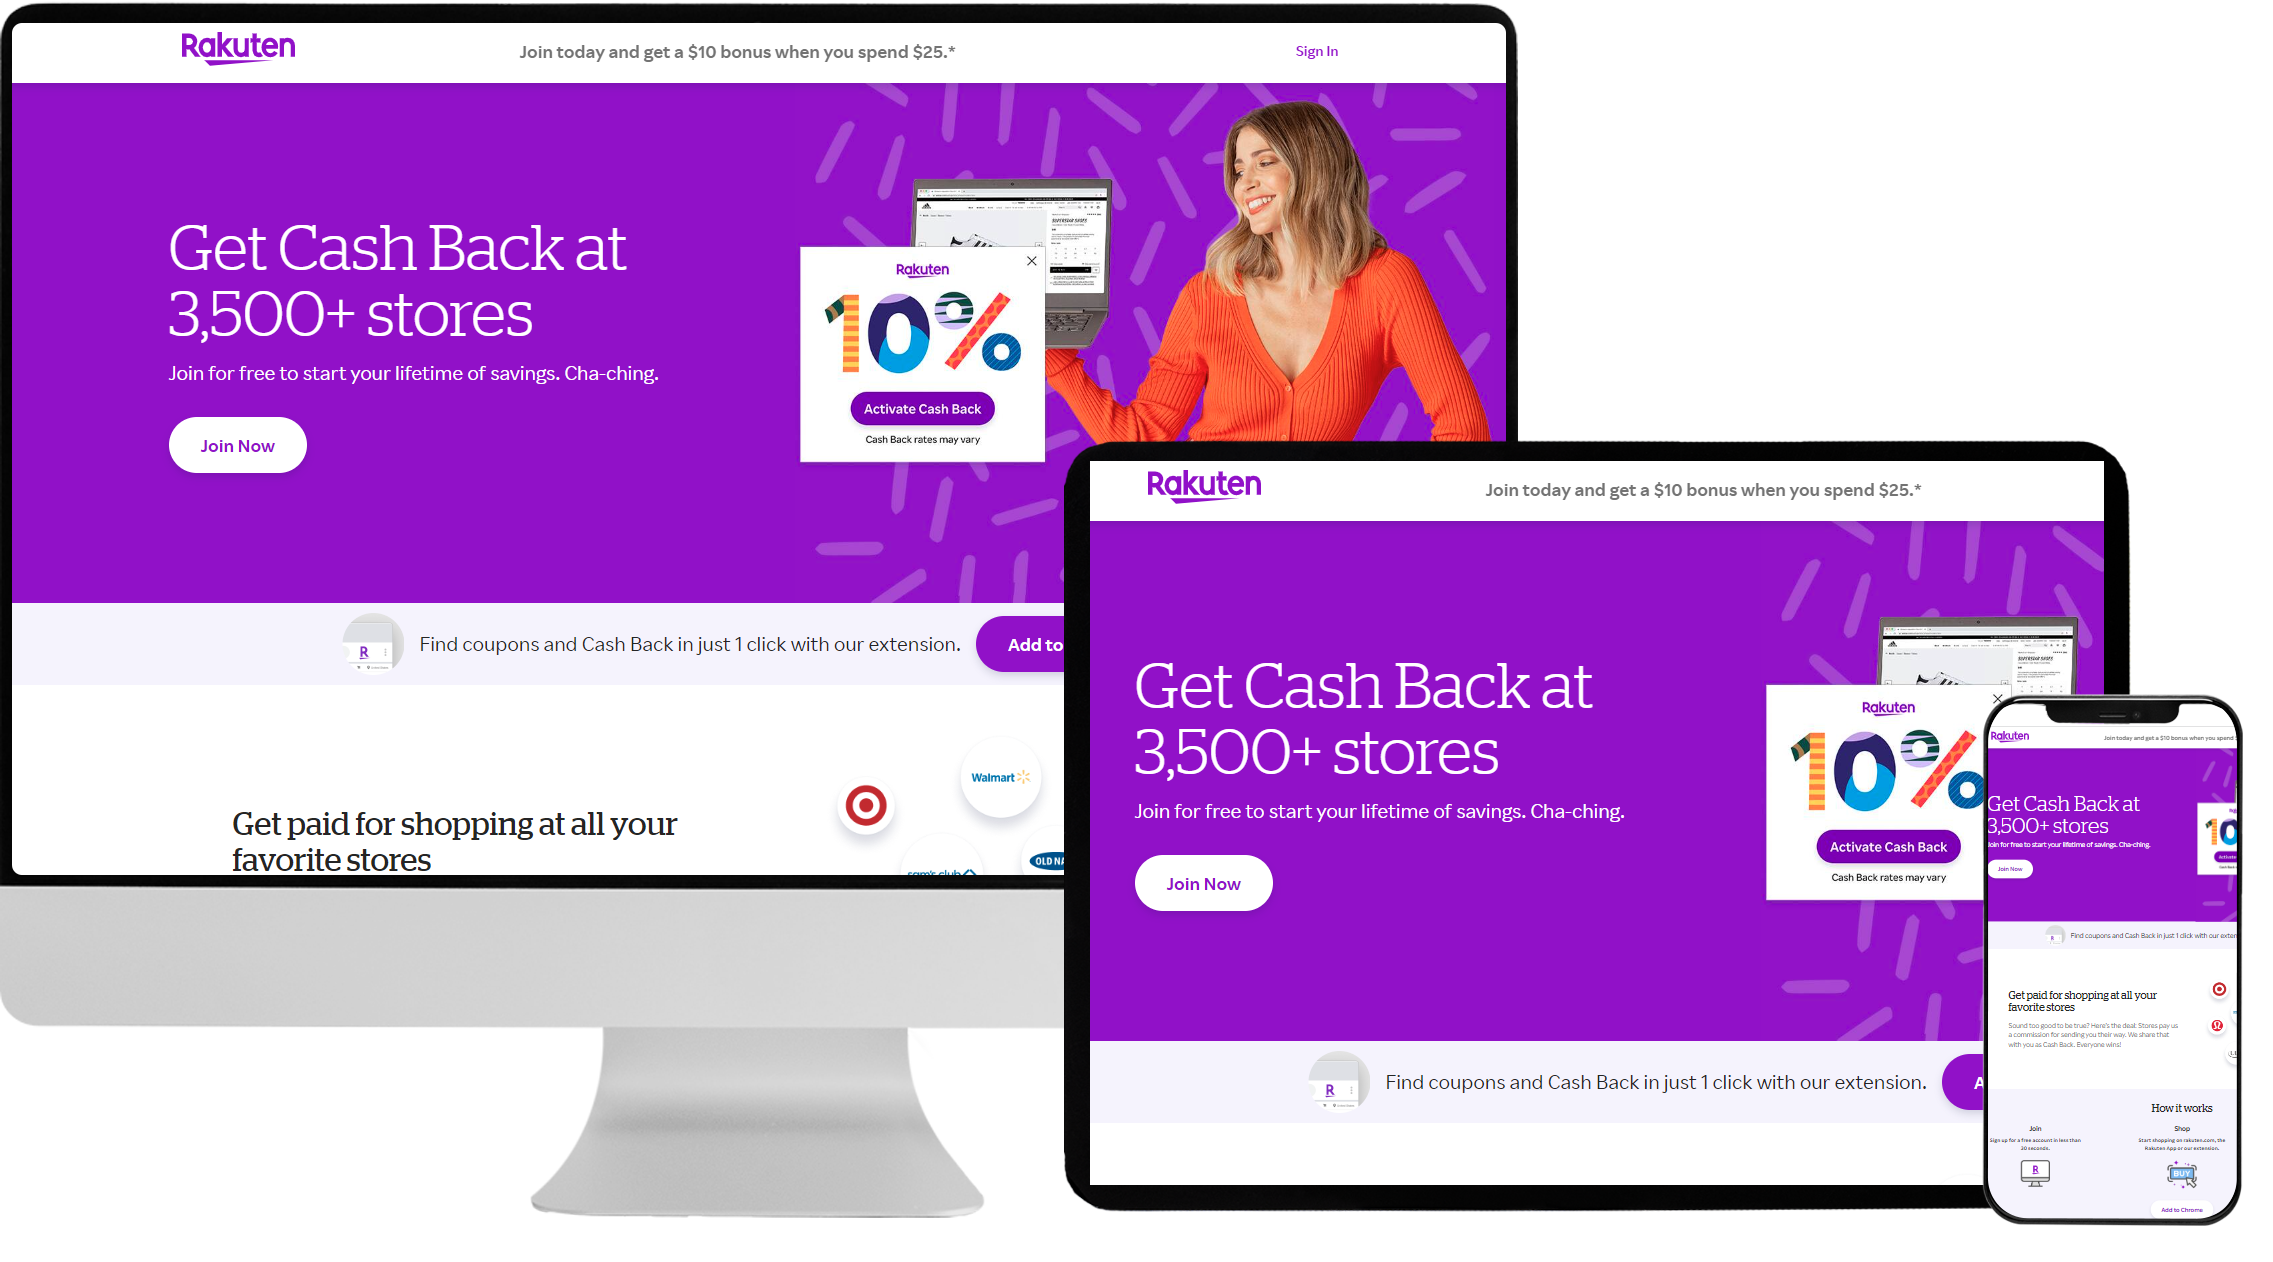 Rakuten
Join today and get a $10 bonus when you spend $25.*
Sign In
Get Cash Back at
3,500+ stores
Join for free to start your lifetime of savings. Cha-ching.
Join Now
SUPERSTAR SHOES
Rakuten
10%
Activate Cash Back
Cash Back rates may vary
R
Find coupons and Cash Back in just 1 click with our extension.
Add to
Get paid for shopping at all your
favorite stores
Walmart
sam's club
OLD NA
Rakuten
Join today and get a $10 bonus when you spend $25.*
Get Cash Back at
3,500+ stores
Join for free to start your lifetime of savings. Cha-ching.
Join Now
SUPERSTAR SHOES
Rakuten
10%
Activate Cash Back
Cash Back rates may vary
R
Find coupons and Cash Back in just 1 click with our extension.
A
Rakuten
Join today and get a $10 bonus when you spend
Get Cash Back at
3,500+ stores
Join for free to start your lifetime of savings. Cha-ching.
Join Now
10
Activate
R
Find coupons and Cash Back in just 1 click with our exten
Get paid for shopping at all your
favorite stores
Sound too good to be true? Here's the deal: Stores pay us
a commission for sending you their way. We share that
with you as Cash Back. Everyone wins!
How it works
Join
Sign up for a free account in less than
30 seconds.
R
Shop
Start shopping on rakuten.com, the
Rakuten App or our extension.
BUY
Add to Chrome